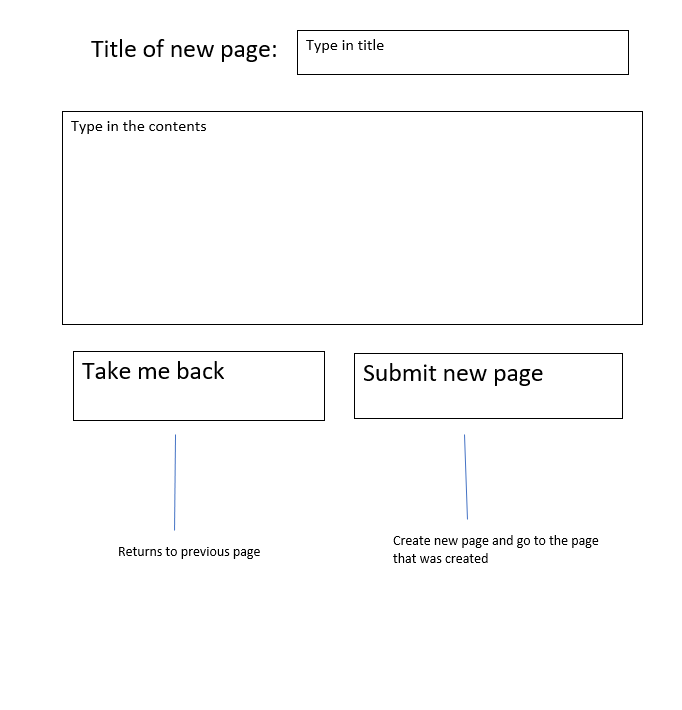 Title of new page:
Type in title
Type in the contents
Take me back
Submit new page
Returns to previous page
Create new page and go to the page
that was created